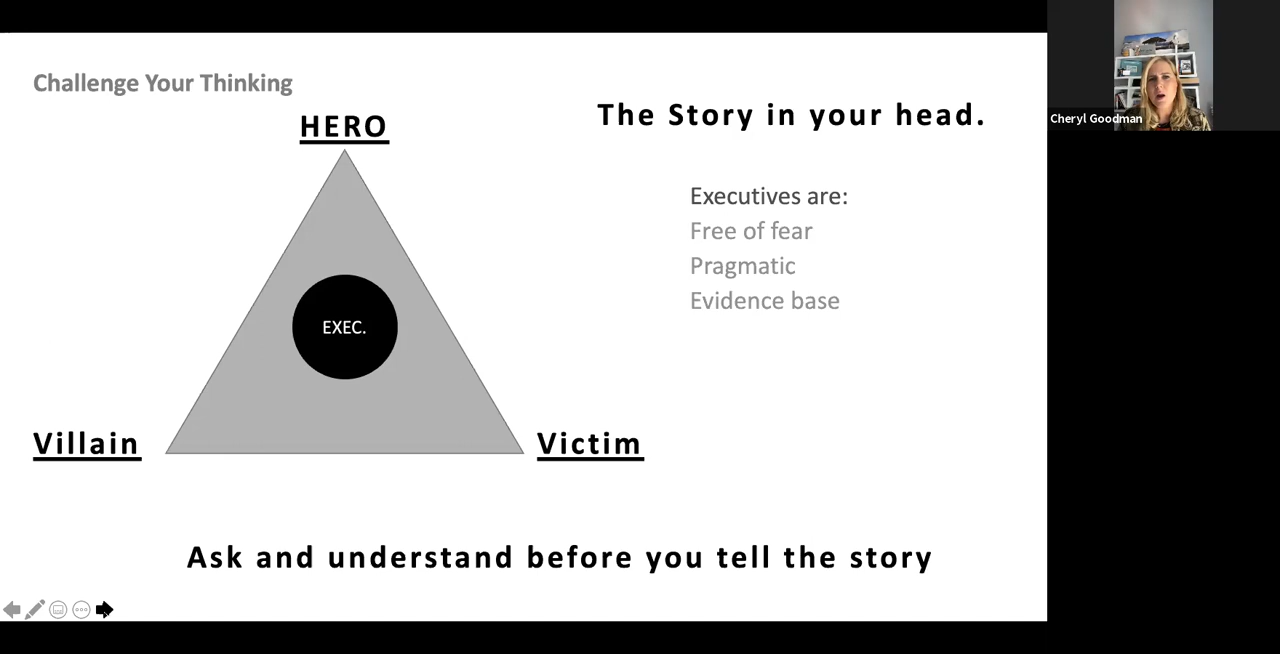 Challenge Your Thinking
HERO
The Story in your head.
Executives are:
Free of fear
Pragmatic
Evidence base
EXEC.
Villain
Victim
Ask and understand before you tell the story
Cheryl Goodman